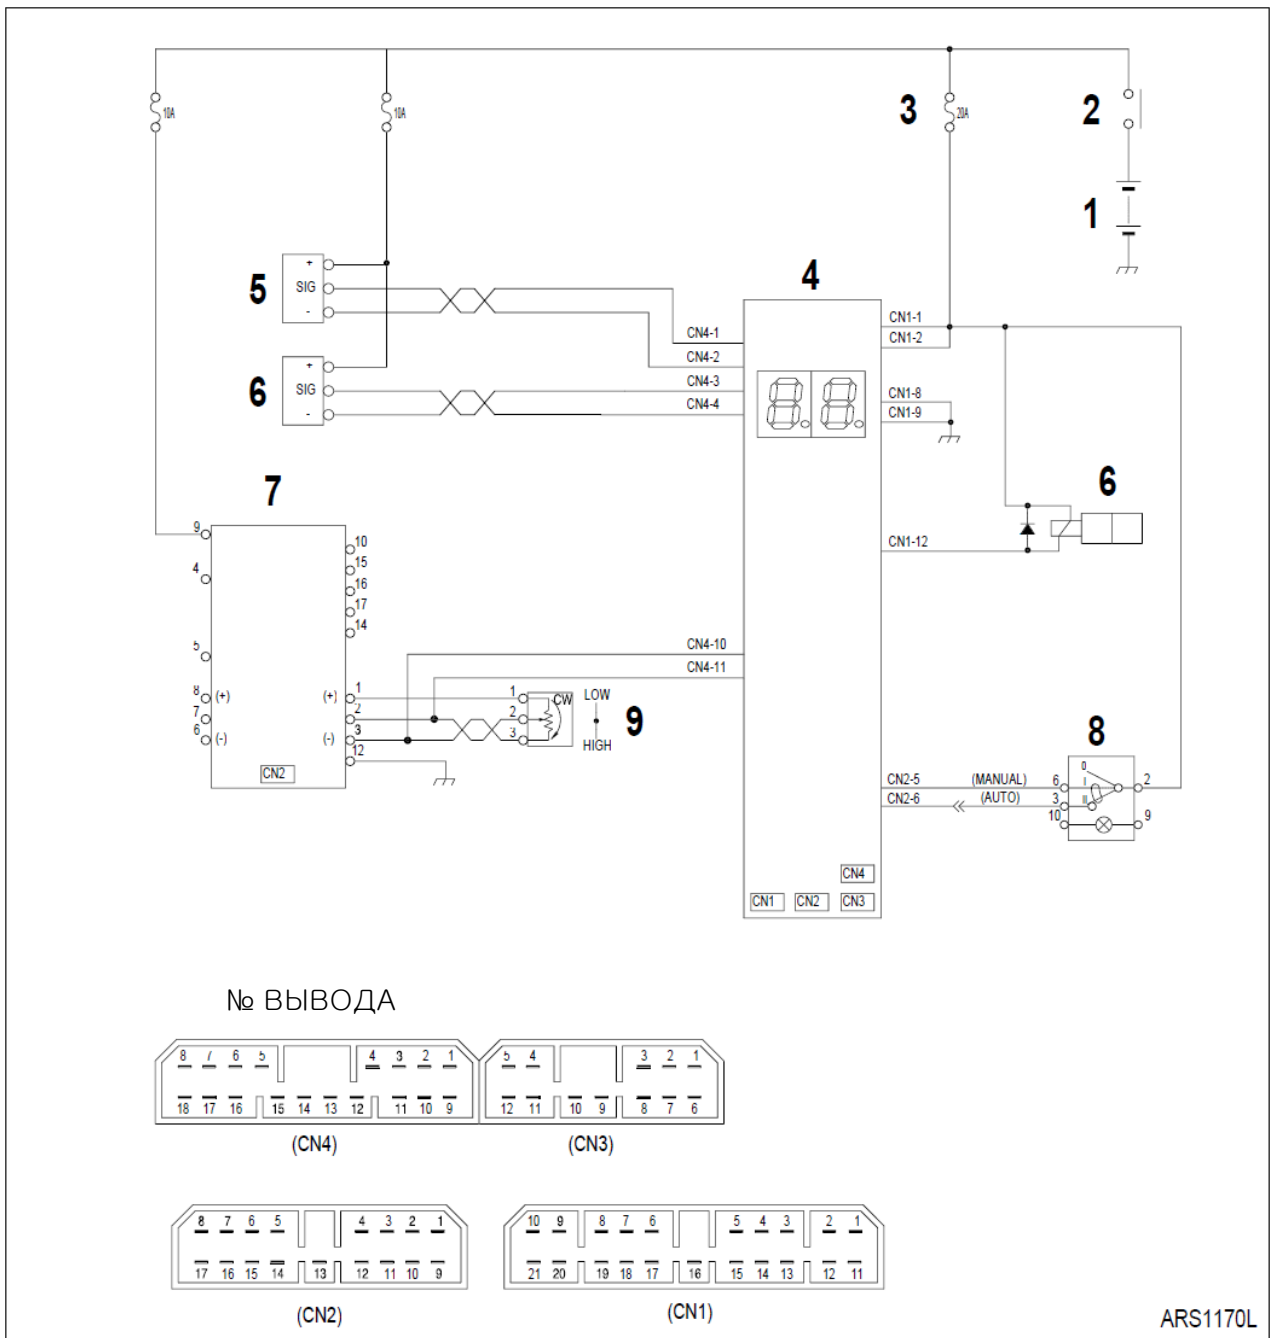 10A
10A
3
20A
2
1
5
+
SIG
-
4
CN1-1
CN1-2
CN4-1
CN4-2
6
+
SIG
-
CN4-3
CN4-4
CN1-8
CN1-9
7
6
CN1-12
9
4
5
8 (+)
7
6 (-)
10
15
16
17
14
(+) 1
2
(-) 3
12
CN2
CN4-10
CN4-11
1
2
3
CW
LOW
HIGH
9
8
CN2-5 (MANUAL) 6
CN2-6 (AUTO) 3
10
0
I
II
2
9
CN4
CN1 CN2 CN3
№ ВЫВОДА
8 7 6 5 4 3 2 1
18 17 16 15 14 13 12 11 10 9
(CN4)
5 4 3 2 1
12 11 10 9 8 7 6
(CN3)
8 7 6 5 4 3 2 1
17 16 15 14 13 12 11 10 9
(CN2)
10 9 8 7 6 5 4 3 2 1
21 20 19 18 17 16 15 14 13 12 11
(CN1)
ARS1170L